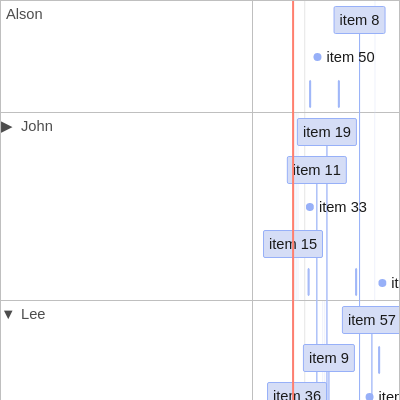 Alson
item 8
item 50
▶ John
item 19
item 11
item 33
item 15
▼ Lee
item 57
item 9
item 36